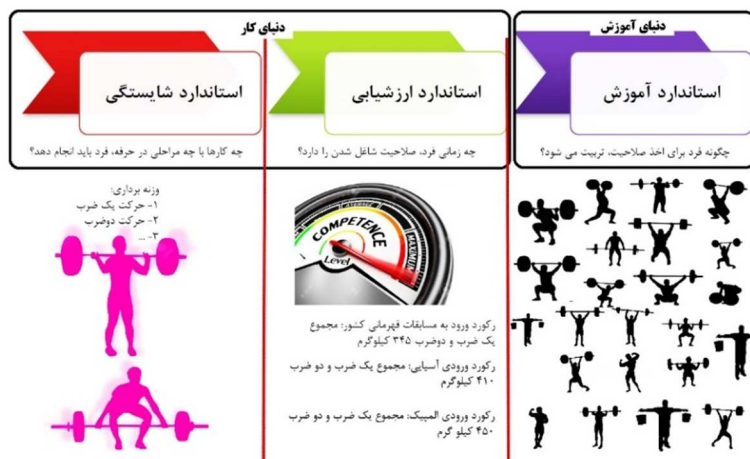 دنیای کار
استاندارد شایستگی
چه کارها با چه مراحلی در حرفه، فرد باید انجام دهد؟
وزنه برداری:
۱- حرکت یک ضرب
۲- حرکت دوضرب
۳- ...
استاندارد ارزشیابی
چه زمانی فرد، صلاحیت شاغل شدن را دارد؟
COMPETENCE
Level
MAXIMUM
رکورد ورود به مسابقات قهرمانی کشور: مجموع
یک ضرب و دوضرب ۳۴۵ کیلوگرم
رکورد ورودی آسیایی: مجموع یک ضرب و دو ضرب
۴۱۰ کیلوگرم
رکورد ورودی المپیک: مجموع یک ضرب و دو ضرب
۴۵۰ کیلو گرم
دنیای آموزش
استاندارد آموزش
چگونه فرد برای اخذ صلاحیت، تربیت می شود؟